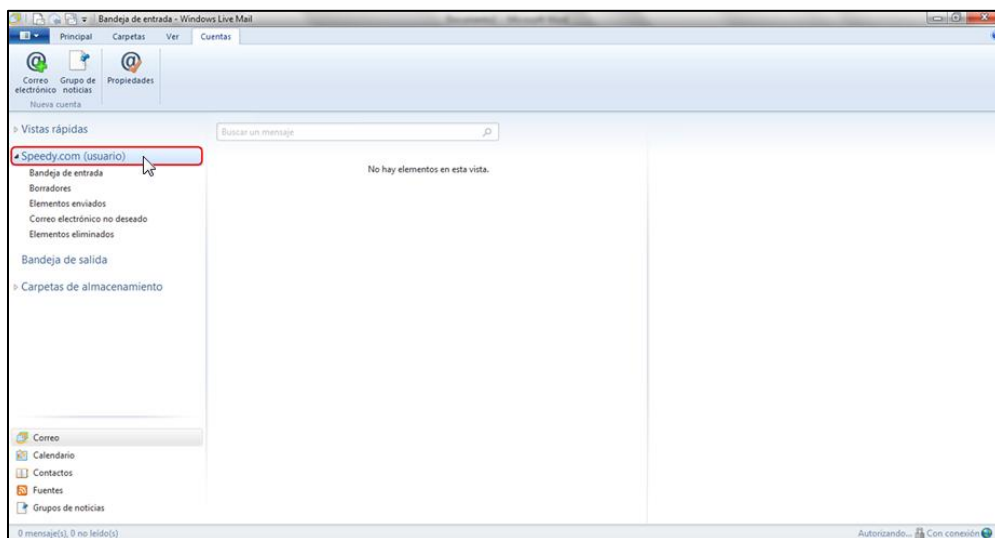 Bandeja de entrada - Windows Live Mail
Principal Carpetas Ver Cuentas
Correo electrónico
Grupo de noticias
Propiedades
Nueva cuenta
Vistas rápidas
Buscar un mensaje
Speedy.com (usuario)
No hay elementos en esta vista.
Bandeja de entrada
Borradores
Elementos enviados
Correo electrónico no deseado
Elementos eliminados
Bandeja de salida
Carpetas de almacenamiento
Correo
Calendario
Contactos
Fuentes
Grupos de noticias
0 mensaje(s), 0 no leído(s)
Autorizando... Con conexión